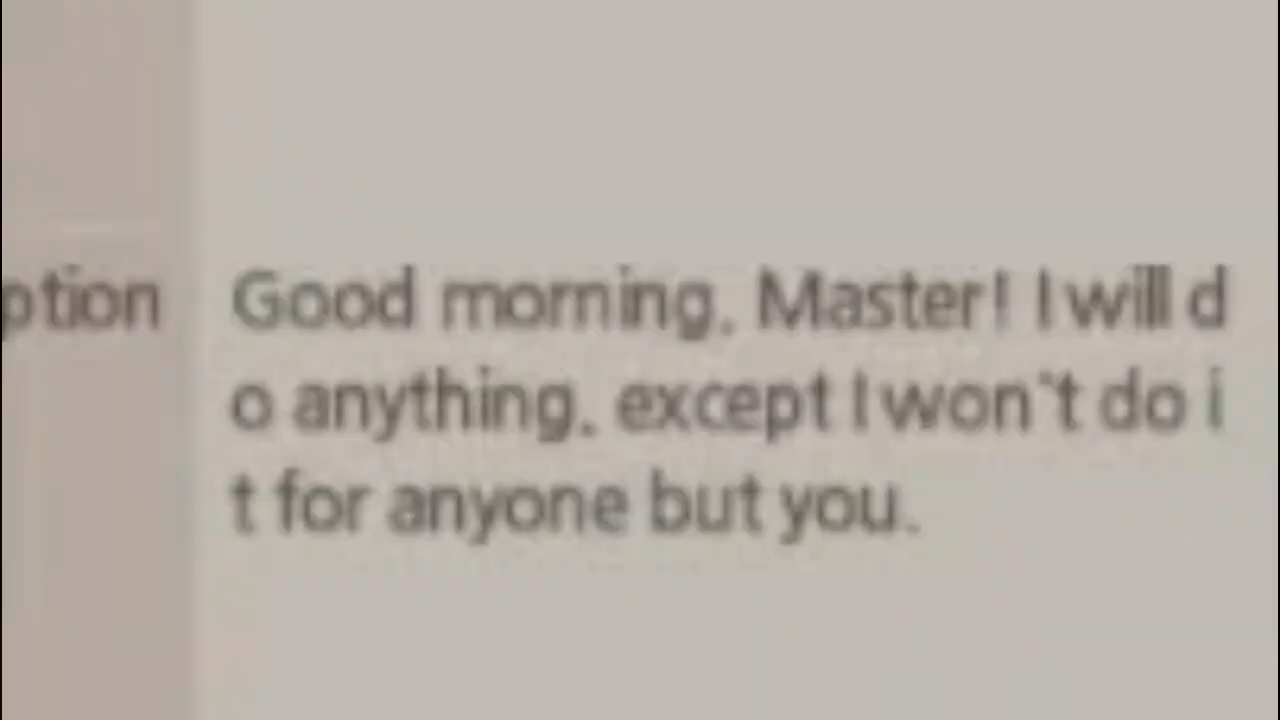 ption Good morning, Master! I will d
o anything, except I won't do i
t for anyone but you.